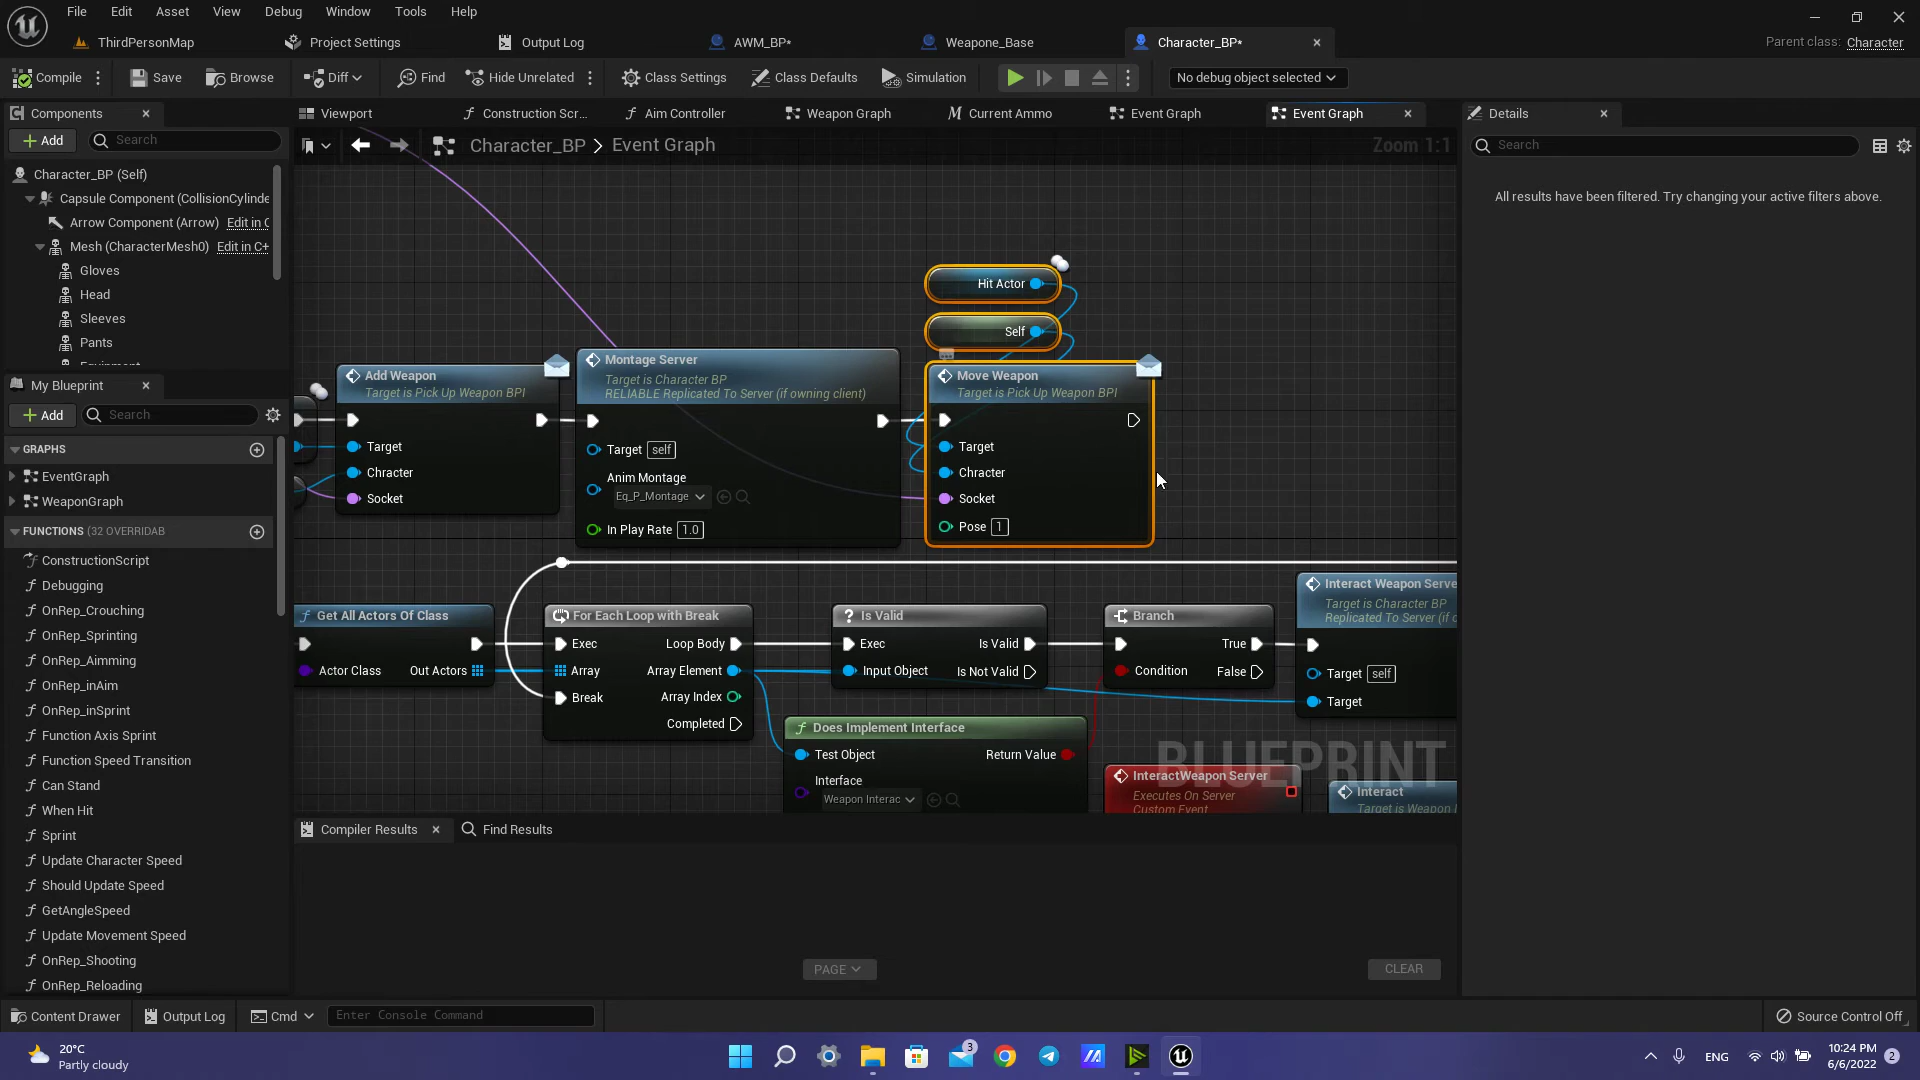 File Edit Asset View Debug Window Tools Help
ThirdPersonMap Project Settings Output Log AWM_BP* Weapone_Base Character_BP* Parent class: Character
Compile Save Browse Diff Find Hide Unrelated Class Settings Class Defaults Simulation No debug object selected
Components Viewport Construction Scr... Aim Controller Weapon Graph Current Ammo Event Graph Event Graph Details
Add Search Character_BP > Event Graph Zoom 1:1 Search
Character_BP (Self)
Capsule Component (CollisionCylinde
Arrow Component (Arrow) Edit in C
Mesh (CharacterMesh0) Edit in C+
Gloves
Head
Sleeves
Pants
All results have been filtered. Try changing your active filters above.
My Blueprint
Add Search
GRAPHS
EventGraph
WeaponGraph
FUNCTIONS (32 OVERRIDAB
ConstructionScript
Debugging
OnRep_Crouching
OnRep_Sprinting
OnRep_Aimming
OnRep_inAim
OnRep_inSprint
Function Axis Sprint
Function Speed Transition
Can Stand
When Hit
Sprint
Update Character Speed
Should Update Speed
GetAngleSpeed
Update Movement Speed
OnRep_Shooting
OnRep_Reloading
Hit Actor
Self
Add Weapon
Target is Pick Up Weapon BPI
Target
Chracter
Socket
Montage Server
Target is Character BP
RELIABLE Replicated To Server (if owning client)
Target self
Anim Montage
Eq_P_Montage
In Play Rate 1.0
Move Weapon
Target is Pick Up Weapon BPI
Target
Chracter
Socket
Pose 1
Get All Actors Of Class
Actor Class Out Actors
For Each Loop with Break
Exec Loop Body
Array Array Element
Break Array Index
Completed
Is Valid
Exec Is Valid
Input Object Is Not Valid
Branch
True
Condition False
Interact Weapon Serve
Target is Character BP
Replicated To Server (if o
Target self
Target
Does Implement Interface
Test Object Return Value
Interface
Weapon Interac
InteractWeapon Server
Executes On Server
Custom Event
Interact
Target is Weapon
BLUEPRINT
Compiler Results Find Results
PAGE CLEAR
Content Drawer Output Log Cmd Enter Console Command Source Control Off
20°C
Partly cloudy
3
ENG
10:24 PM
6/6/2022
2